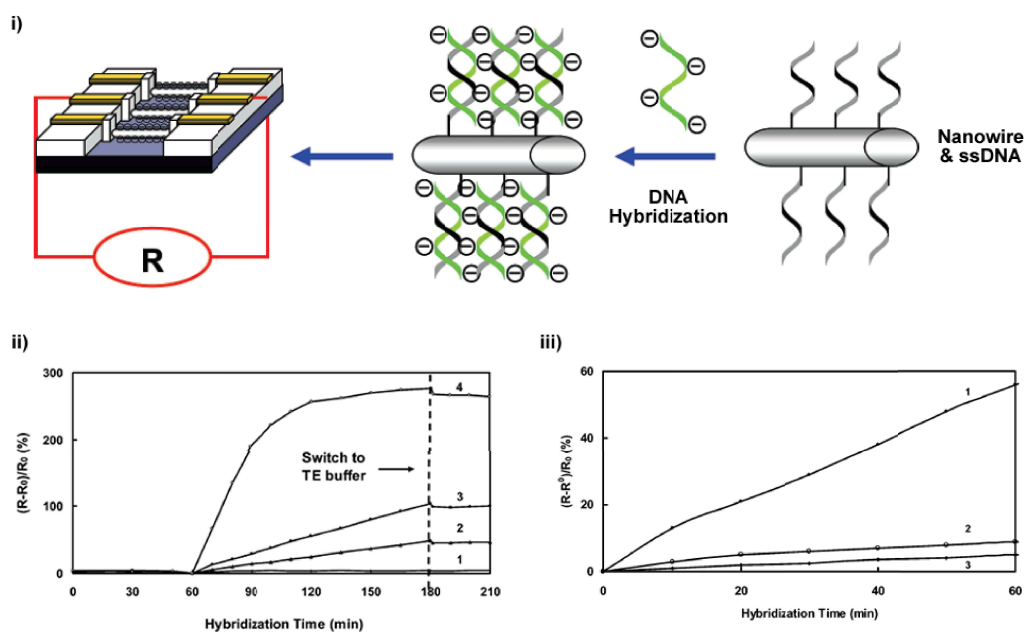 i)
R
DNA
Hybridization
Nanowire
& ssDNA
ii)
(R-R₀)/R₀ (%)
300
200
100
0
4
3
2
1
Switch to
TE buffer
0 30 60 90 120 150 180 210
Hybridization Time (min)
iii)
(R-R⁰)/R₀ (%)
60
40
20
0
1
2
3
0 20 40 60
Hybridization Time (min)